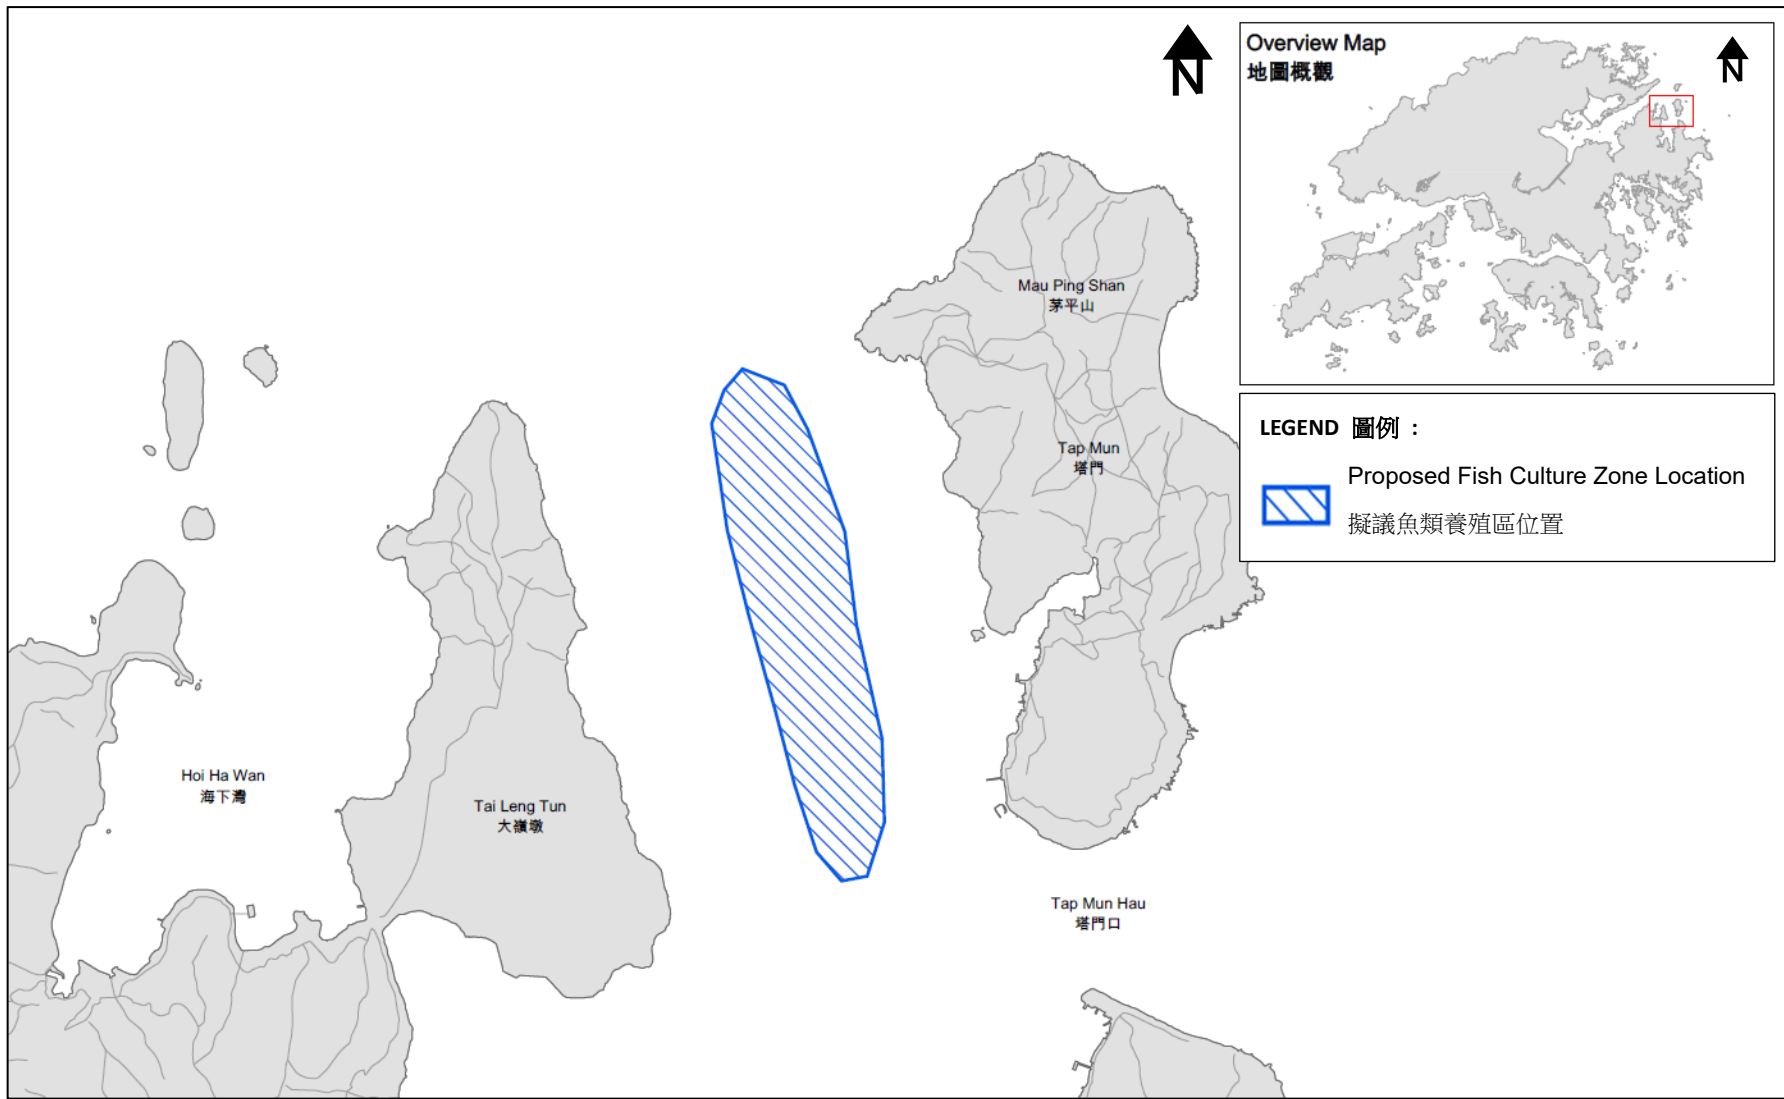 N
Overview Map
地圖概觀
N
Mau Ping Shan
茅平山
Tap Mun
塔門
LEGEND 圖例 :
Proposed Fish Culture Zone Location
擬議魚類養殖區位置
Hoi Ha Wan
海下灣
Tai Leng Tun
大嶺墩
Tap Mun Hau
塔門口